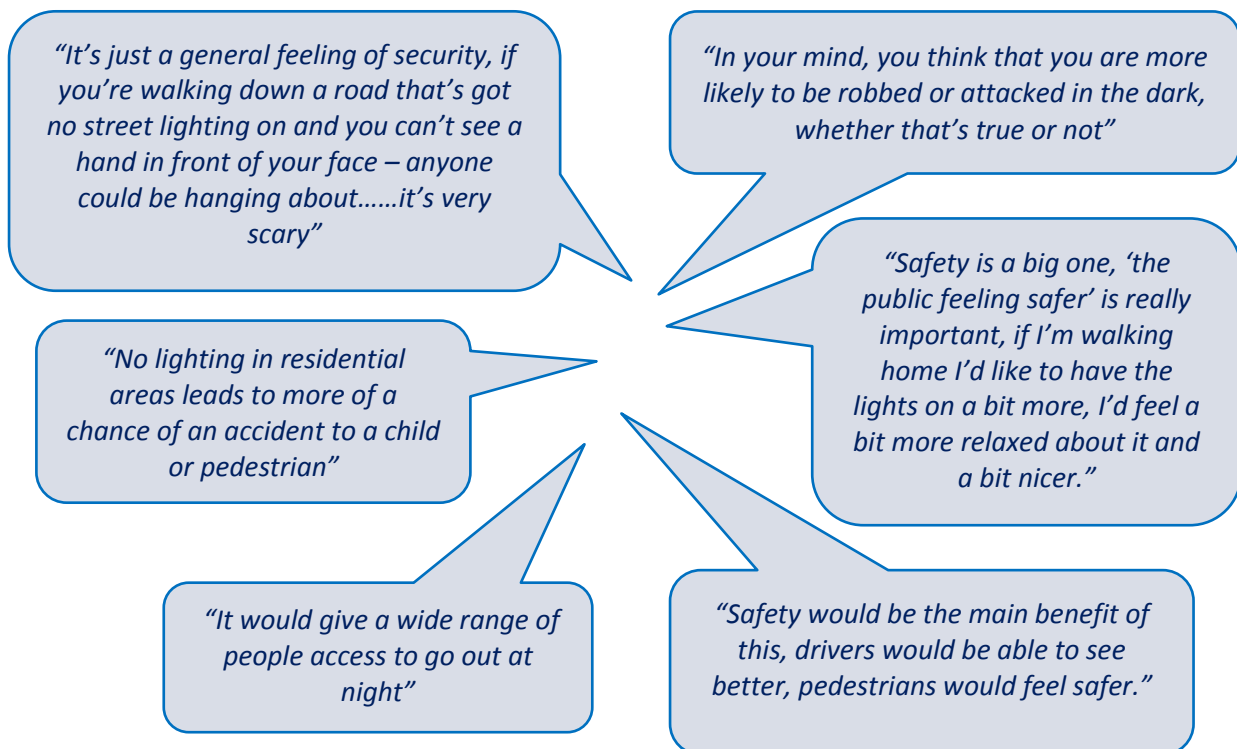 “It’s just a general feeling of security, if
you’re walking down a road that’s got
no street lighting on and you can’t see a
hand in front of your face – anyone
could be hanging about……it’s very
scary”
“In your mind, you think that you are more
likely to be robbed or attacked in the dark,
whether that’s true or not”
“Safety is a big one, ‘the
public feeling safer’ is really
important, if I’m walking
home I’d like to have the
lights on a bit more, I’d feel a
bit more relaxed about it and
a bit nicer.”
“No lighting in residential
areas leads to more of a
chance of an accident to a child
or pedestrian”
“It would give a wide range of
people access to go out at
night”
“Safety would be the main benefit of
this, drivers would be able to see
better, pedestrians would feel safer.”